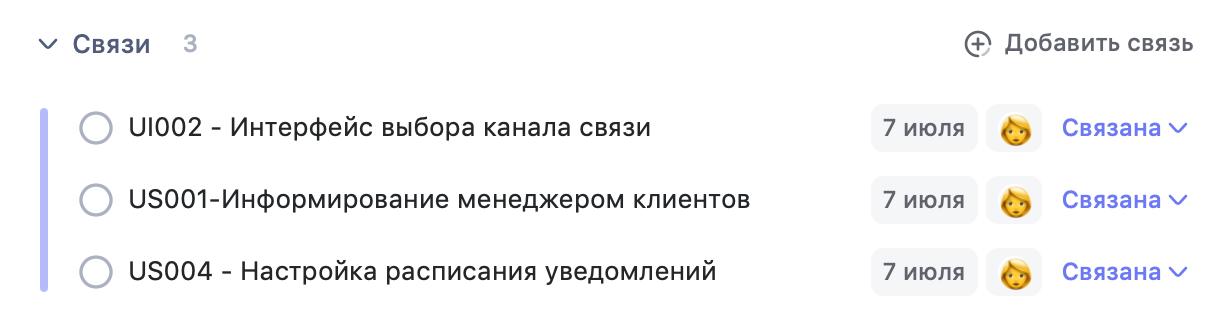 Связи 3
Добавить связь
UI002 - Интерфейс выбора канала связи 7 июля Связана
US001-Информирование менеджером клиентов 7 июля Связана
US004 - Настройка расписания уведомлений 7 июля Связана